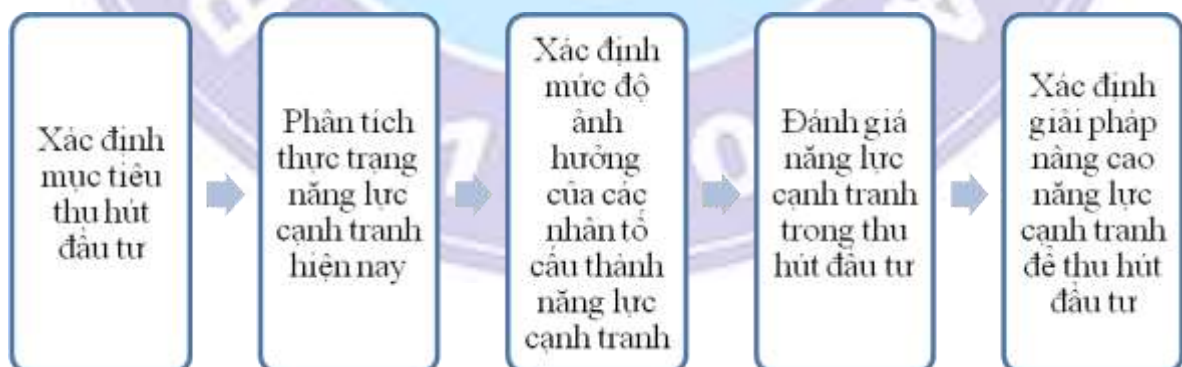 Xác định
mục tiêu
thu hút
đầu tư
Phân tích
thực trạng
năng lực
cạnh tranh
hiện nay
Xác định
mức độ
ảnh
hưởng
của các
nhân tố
cấu thành
năng lực
cạnh tranh
Đánh giá
năng lực
cạnh tranh
trong thu
hút đầu tư
Xác định
giải pháp
nâng cao
năng lực
cạnh tranh
để thu hút
đầu tư